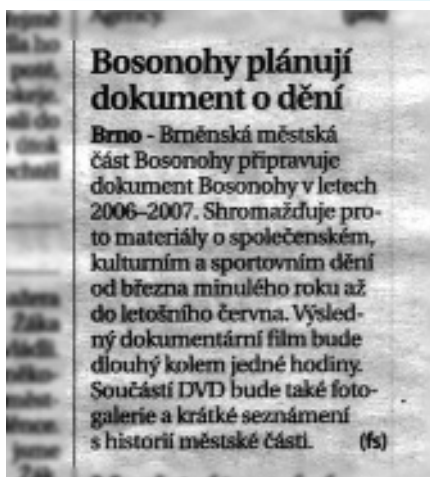 Bosonohy plánují
dokument o dění
Brno - Brněnská městská
část Bosonohy připravuje
dokument Bosonohy v letech
2006–2007. Shromažďuje pro-
to materiály o společenském,
kulturním a sportovním dění
od března minulého roku až
do letošního června. Výsled-
ný dokumentární film bude
dlouhý kolem jedné hodiny.
Součástí DVD bude také foto-
galerie a krátké seznámení
s historií městské části. (fs)